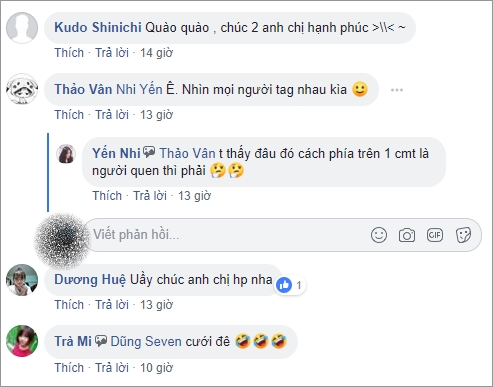 Kudo Shinichi Quào quào , chúc 2 anh chị hạnh phúc >\\< ~
Thích · Trả lời · 14 giờ
Thảo Vân Nhi Yến Ê. Nhìn mọi người tag nhau kìa 🙂
Thích · Trả lời · 13 giờ
Yến Nhi Thảo Vân t thấy đâu đó cách phía trên 1 cmt là
người quen thì phải 🤔🤔
Thích · Trả lời · 13 giờ
Viết phản hồi...
GIF
Dương Huệ Uầy chúc anh chị hp nha
1
Thích · Trả lời · 13 giờ
Trà Mi Dũng Seven cưới đê 🤣🤣🤣
Thích · Trả lời · 10 giờ